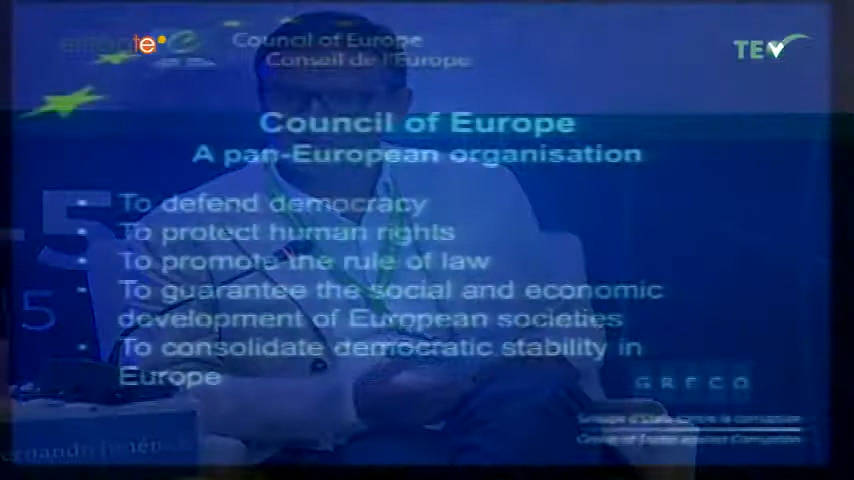 Council of Europe
Conseil de l'Europe
TEV
Council of Europe
A pan-European organisation
-5
• To defend democracy
• To protect human rights
• To promote the rule of law
• To guarantee the social and economic
development of European societies
• To consolidate democratic stability in
Europe
5
GRECO
Group of States against Corruption